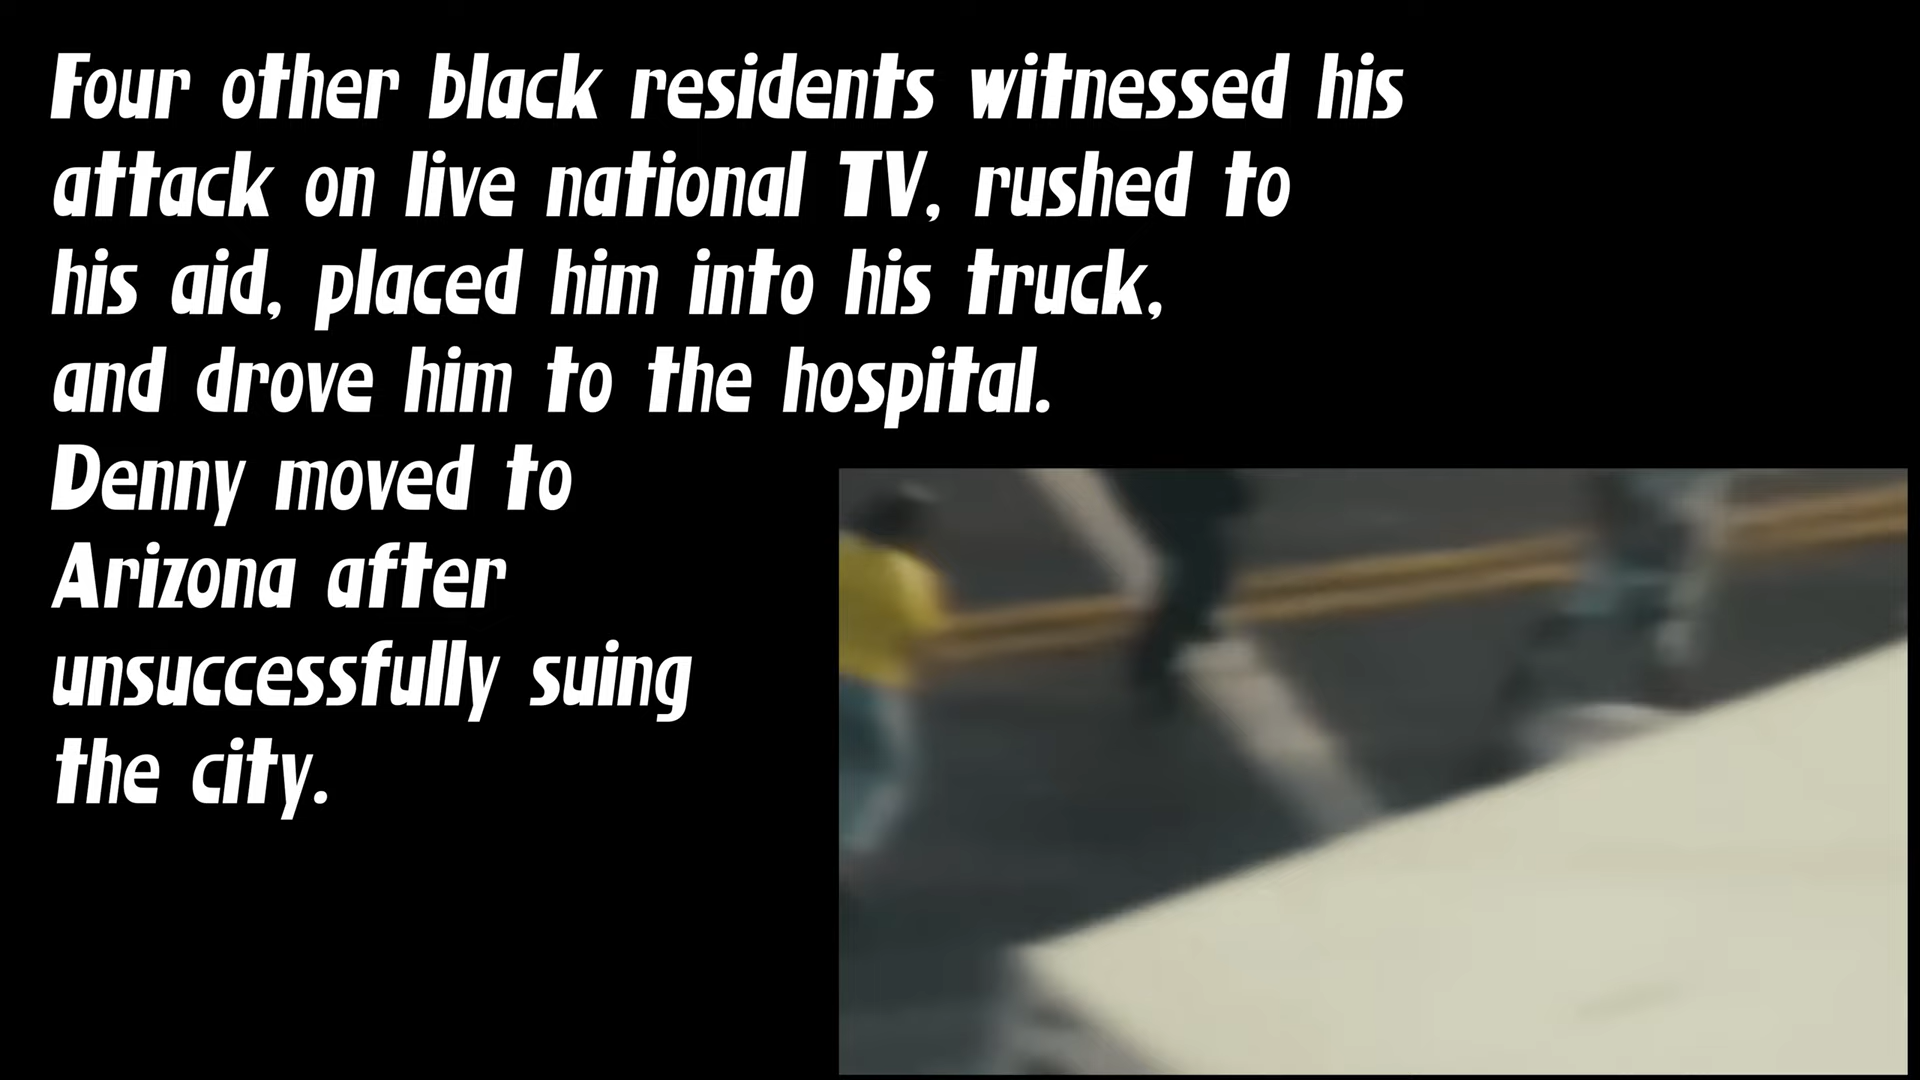 Four other black residents witnessed his
attack on live national TV, rushed to
his aid, placed him into his truck,
and drove him to the hospital.
Denny moved to
Arizona after
unsuccessfully suing
the city.